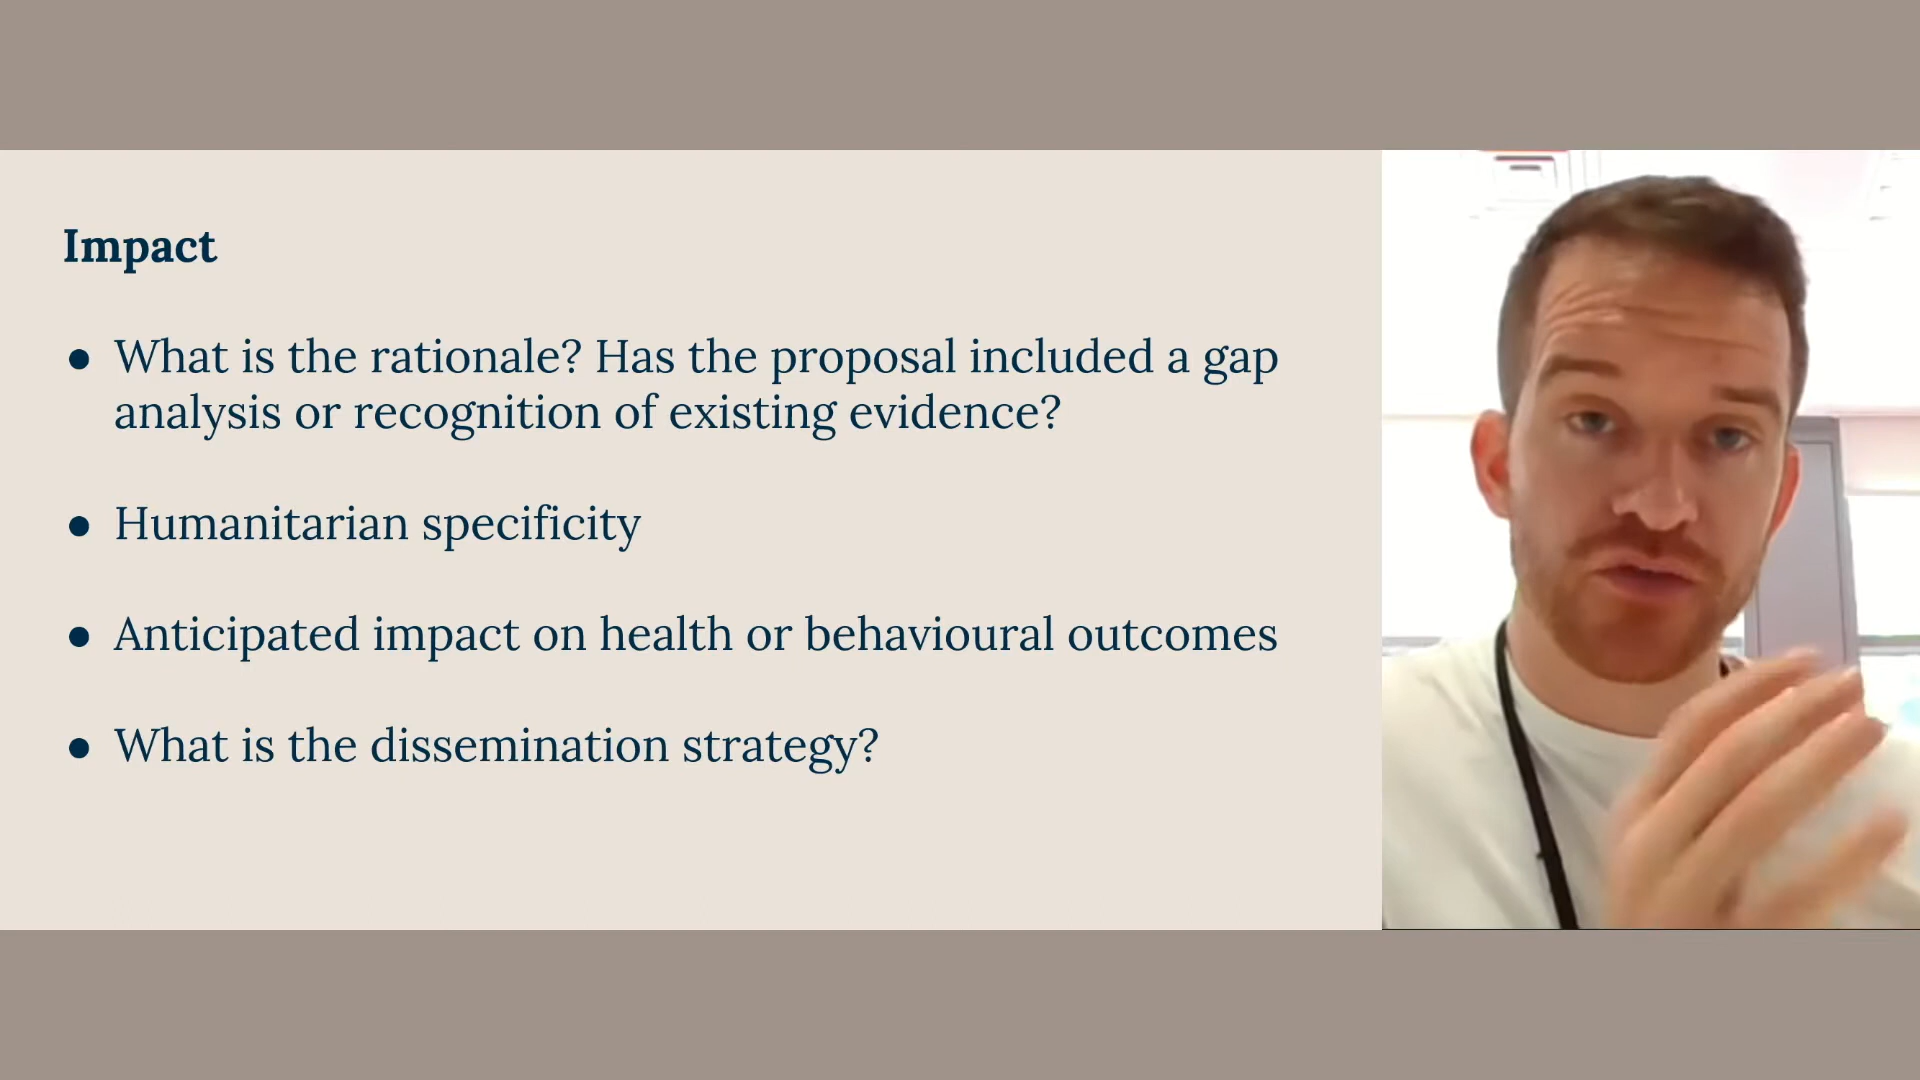 Impact
● What is the rationale? Has the proposal included a gap
analysis or recognition of existing evidence?
● Humanitarian specificity
● Anticipated impact on health or behavioural outcomes
● What is the dissemination strategy?